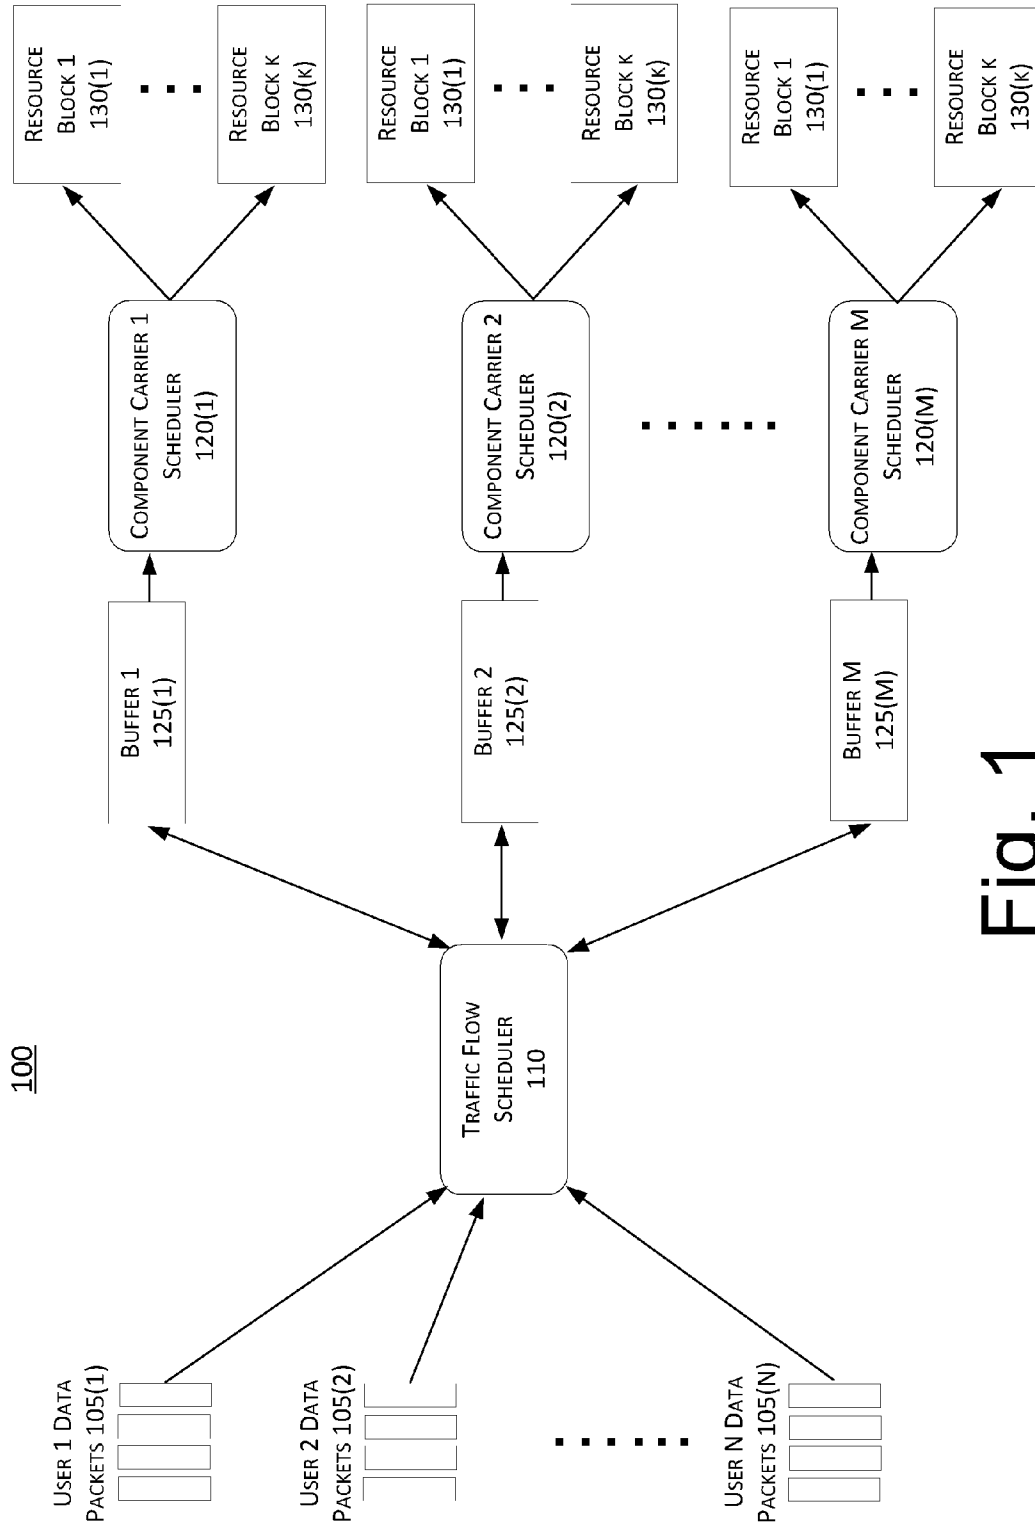 100
USER 1 DATA
PACKETS 105(1)
USER 2 DATA
PACKETS 105(2)
USER N DATA
PACKETS 105(N)
TRAFFIC FLOW
SCHEDULER
110
BUFFER 1
125(1)
BUFFER 2
125(2)
BUFFER M
125(M)
COMPONENT CARRIER 1
SCHEDULER
120(1)
COMPONENT CARRIER 2
SCHEDULER
120(2)
COMPONENT CARRIER M
SCHEDULER
120(M)
RESOURCE
BLOCK 1
130(1)
RESOURCE
BLOCK K
130(K)
RESOURCE
BLOCK 1
130(1)
RESOURCE
BLOCK K
130(K)
RESOURCE
BLOCK 1
130(1)
RESOURCE
BLOCK K
130(K)
Fig. 1